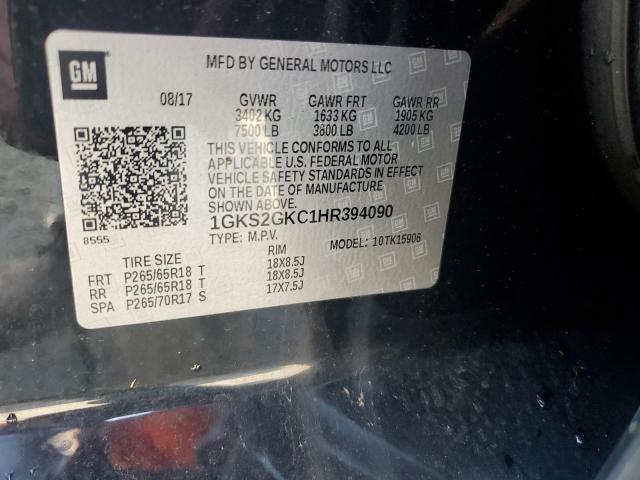 GM
MFD BY GENERAL MOTORS LLC
08/17 GVWR GAWR FRT GAWR RR
3402 KG 1633 KG 1905 KG
7500 LB 3600 LB 4200 LB
THIS VEHICLE CONFORMS TO ALL
APPLICABLE U.S. FEDERAL MOTOR
VEHICLE SAFETY STANDARDS IN EFFECT
ON THE DATE OF MANUFACTURE
SHOWN ABOVE.
8555
1GKS2GKC1HR394090
TYPE: M.P.V. MODEL: 10TK15906
TIRE SIZE RIM
FRT P265/65R18 T 18X8.5J
RR P265/65R18 T 18X8.5J
SPA P265/70R17 S 17X7.5J